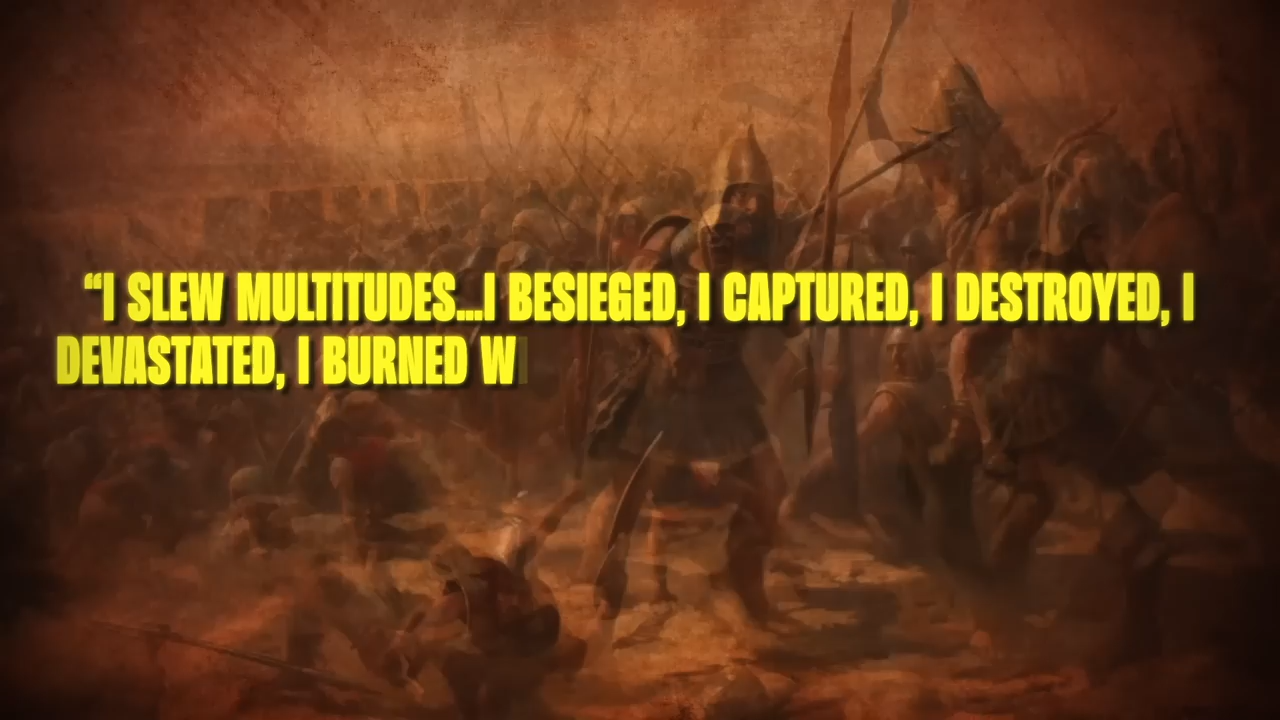 “I SLEW MULTITUDES...I BESIEGED, I CAPTURED, I DESTROYED, I
DEVASTATED, I BURNED W